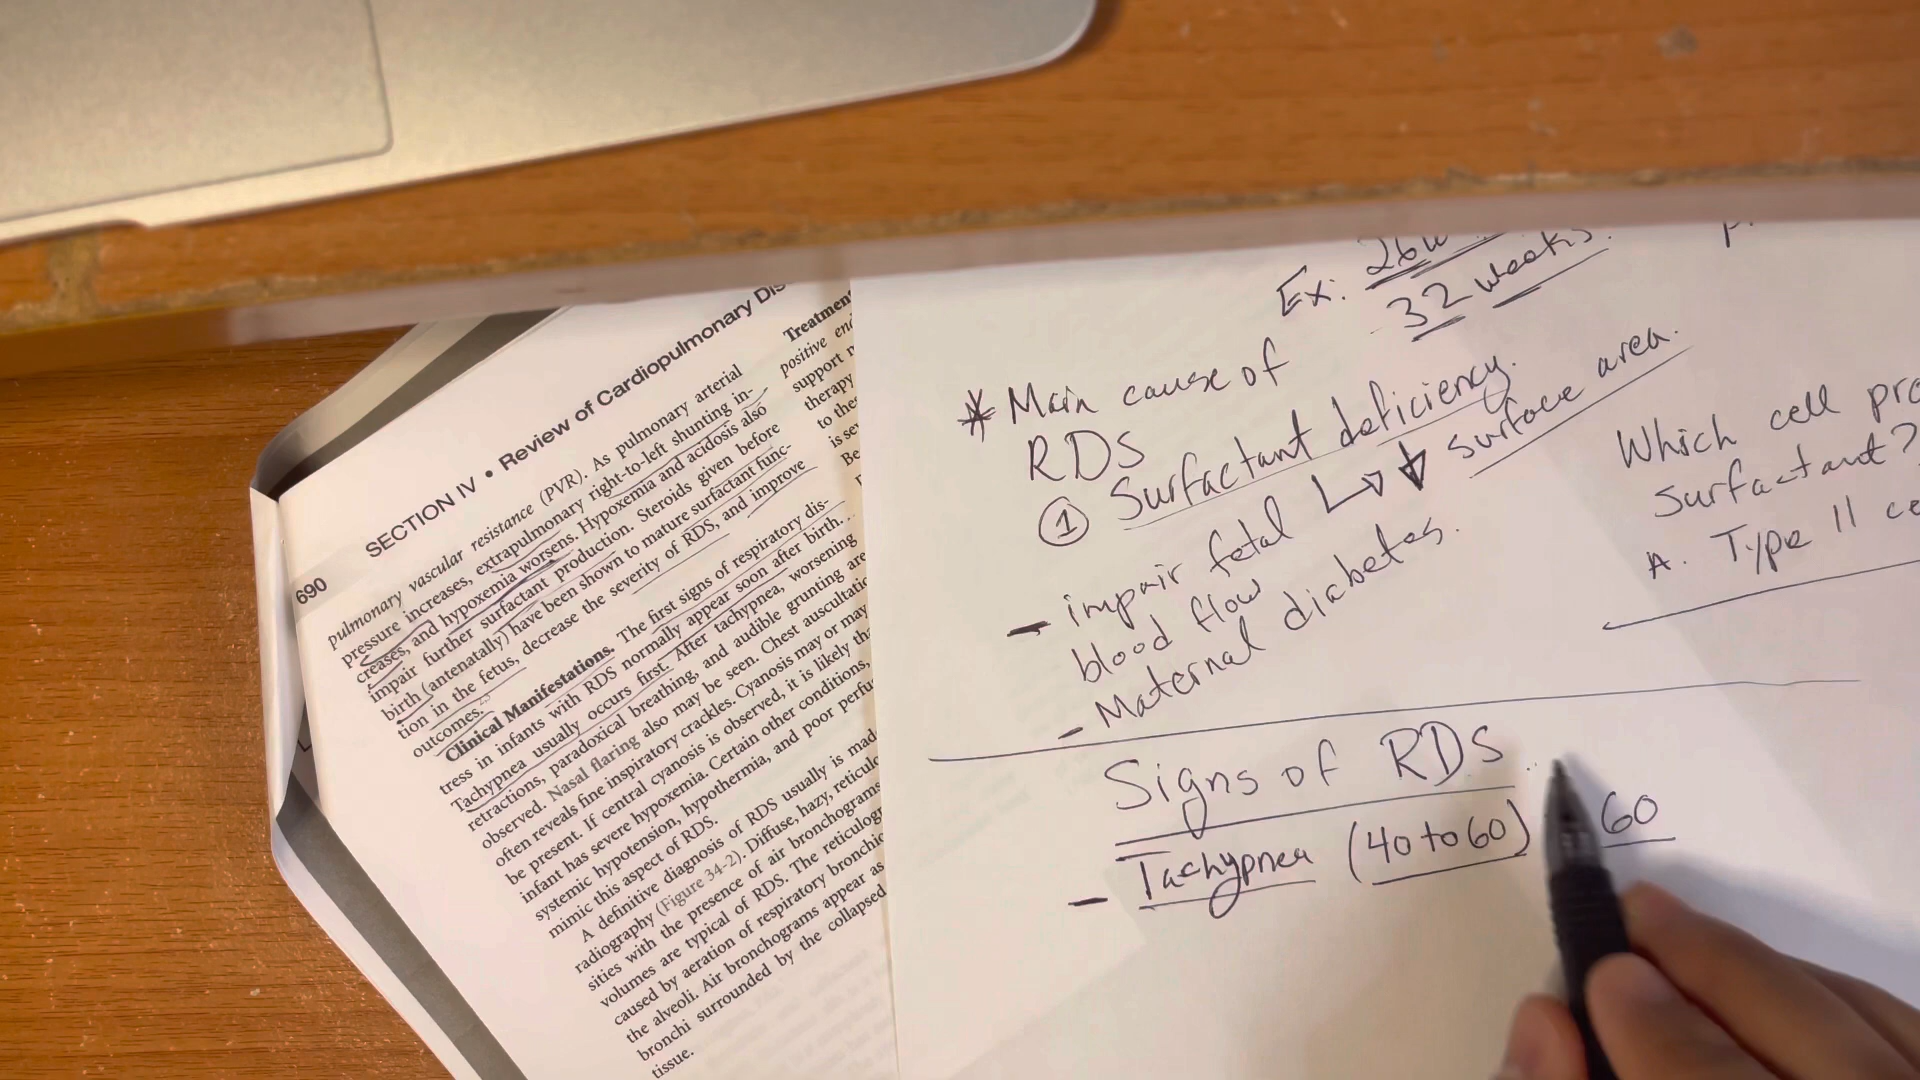 690
SECTION IV • Review of Cardiopulmonary Dis
pulmonary vascular resistance (PVR). As pulmonary arterial
pressure increases, extrapulmonary right-to-left shunting in-
creases, and hypoxemia worsens. Hypoxemia and acidosis also
impair further surfactant production. Steroids given before
birth (antenatally) have been shown to mature surfactant func-
tion in the fetus, decrease the severity of RDS, and improve
outcomes.
Clinical Manifestations. The first signs of respiratory dis-
tress in infants with RDS normally appear soon after birth.
Tachypnea usually occurs first. After tachypnea, worsening
retractions, paradoxical breathing, and audible grunting are
observed. Nasal flaring also may be seen. Chest auscultatio
often reveals fine inspiratory crackles. Cyanosis may or may
be present. If central cyanosis is observed, it is likely tha
infant has severe hypoxemia. Certain other conditions,
systemic hypotension, hypothermia, and poor perfu
mimic this aspect of RDS.
A definitive diagnosis of RDS usually is made
radiography (Figure 34-2). Diffuse, hazy, reticulo
sities with the presence of air bronchograms
volumes are typical of RDS. The reticulog
caused by aeration of respiratory bronchio
the alveoli. Air bronchograms appear as
bronchi surrounded by the collapsed
tissue.
Treatmen
positive end
support
therapy
to the
is sev
Be
Ex: 26w
32 weeks.
* Main cause of
RDS
① Surfactant deficiency.
↳ ↓ surface area.
- impair fetal
blood flow
- Maternal diabetes.
Which cell pro
surfactant?
A. Type II ce
Signs of RDS
- Tachypnea (40 to 60) 60